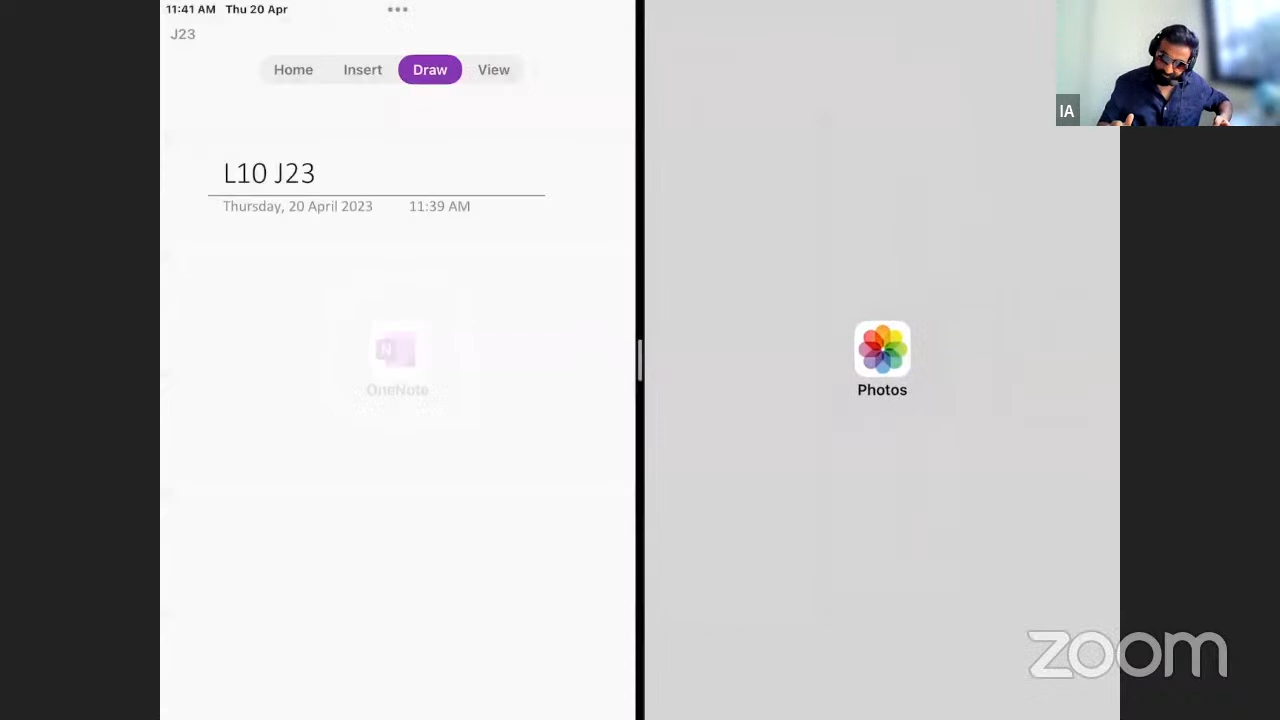 11:41 AM Thu 20 Apr
J23
Home Insert Draw View
L10 J23
Thursday, 20 April 2023 11:39 AM
OneNote
Photos
IA
zoom